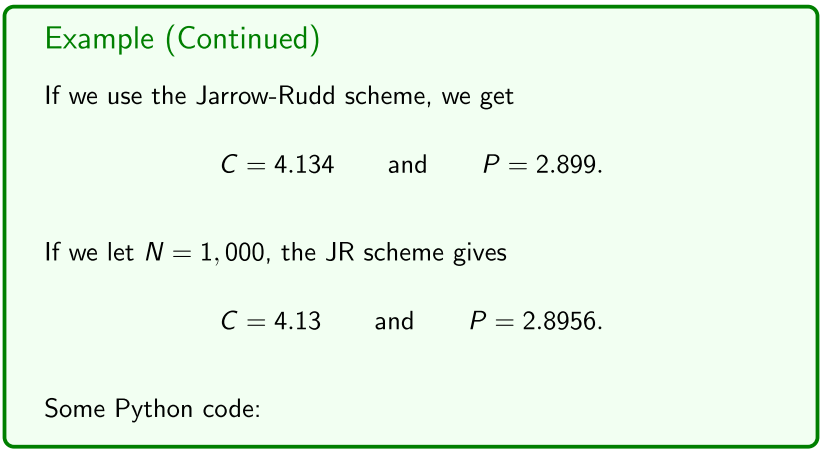 Example (Continued)
If we use the Jarrow-Rudd scheme, we get
C = 4.134 and P = 2.899.
If we let N = 1,000, the JR scheme gives
C = 4.13 and P = 2.8956.
Some Python code: